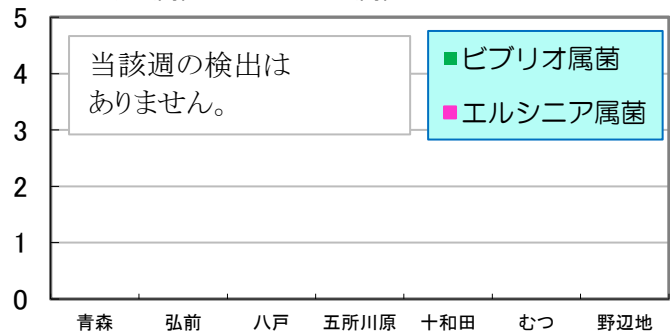 5
当該週の検出は
ありません。
■ビブリオ属菌
■エルシニア属菌
4
3
2
1
0
青森 弘前 八戸 五所川原 十和田 むつ 野辺地